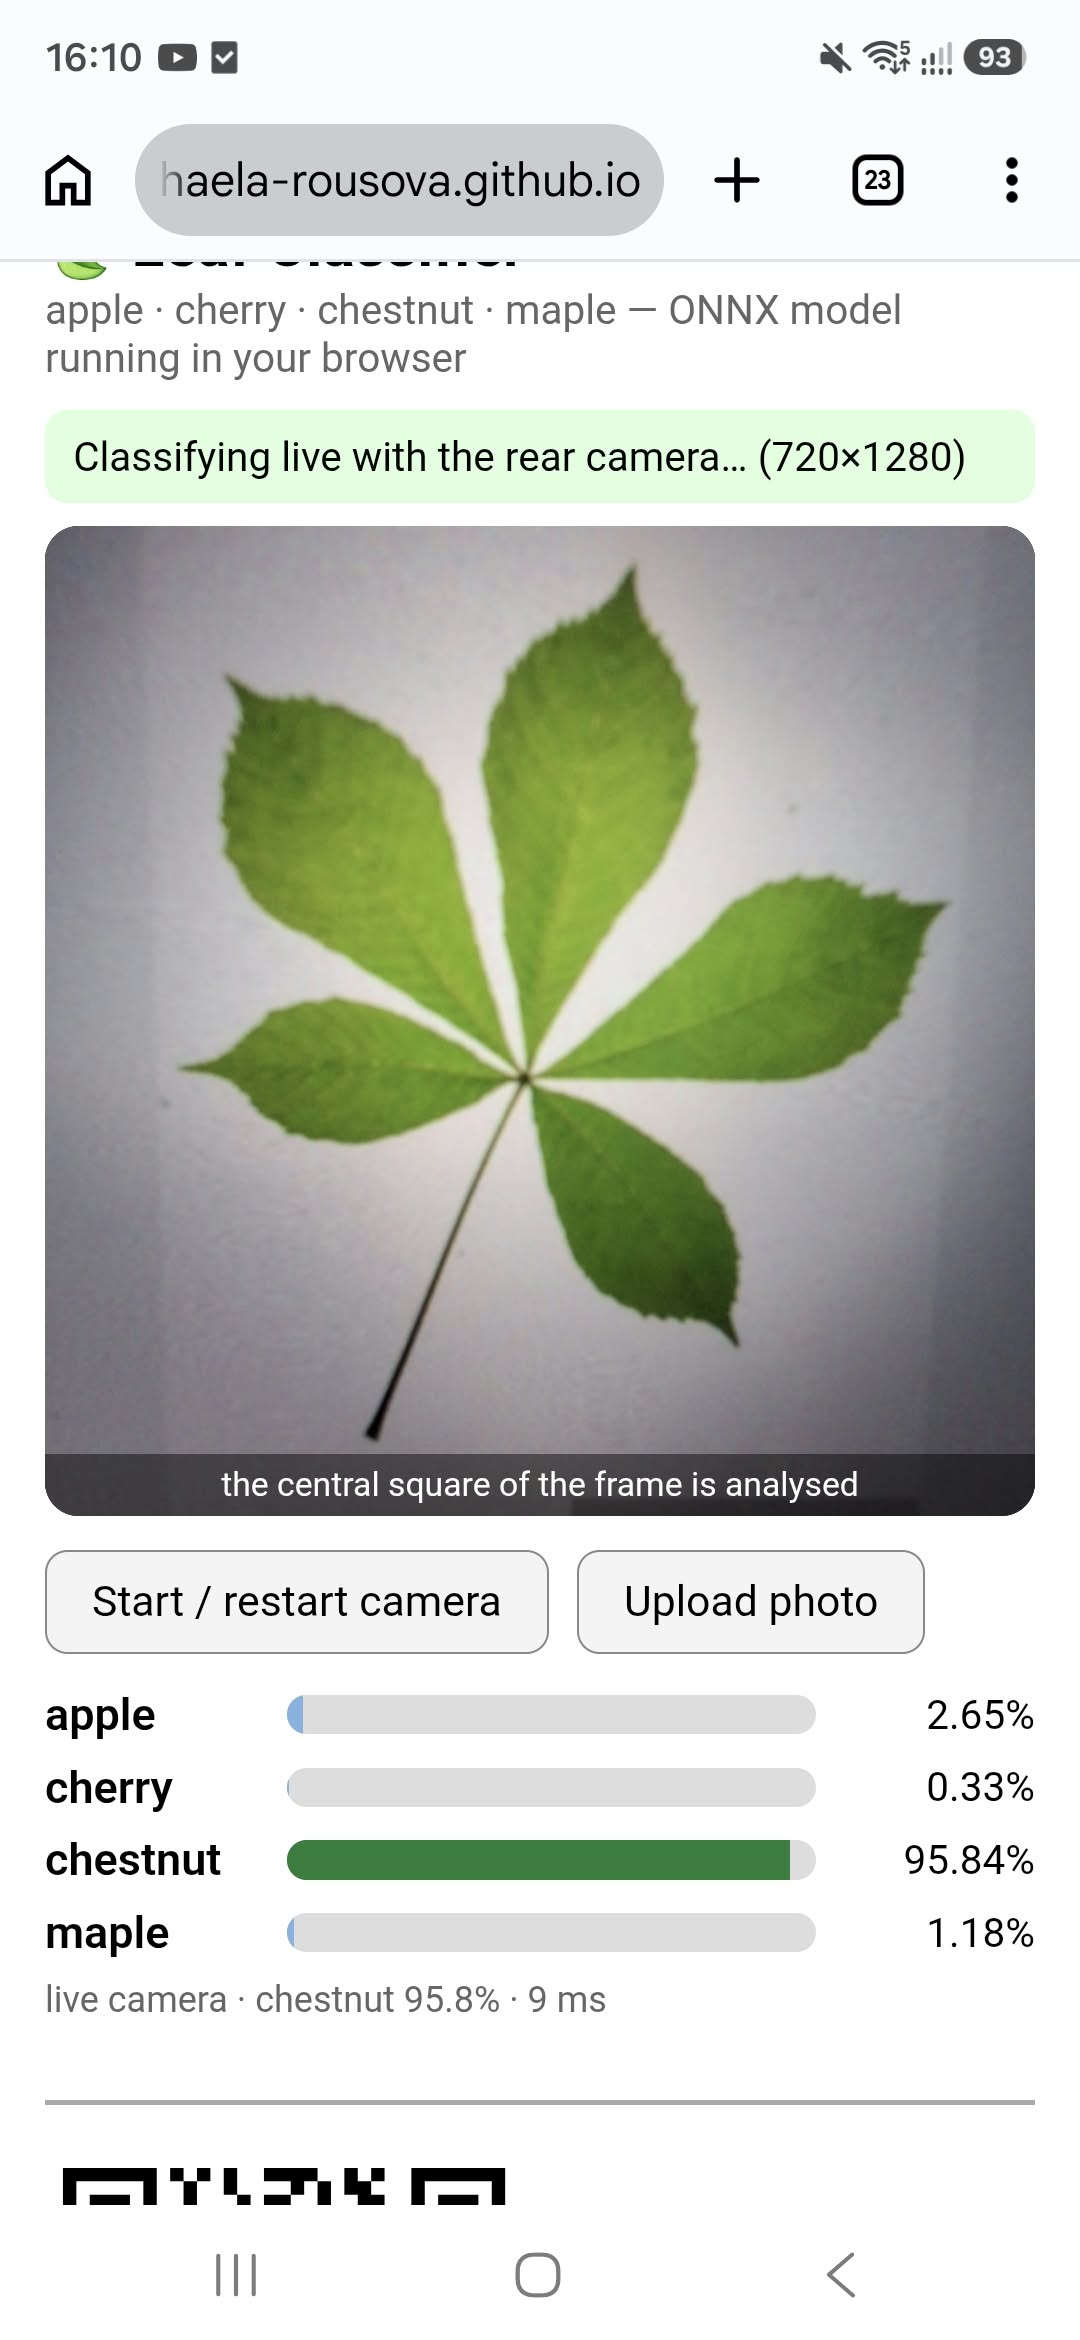 16:10
5
93
haela-rousova.github.io
23
Leaf Classifier
apple · cherry · chestnut · maple — ONNX model
running in your browser
Classifying live with the rear camera... (720×1280)
the central square of the frame is analysed
Start / restart camera
Upload photo
apple 2.65%
cherry 0.33%
chestnut 95.84%
maple 1.18%
live camera · chestnut 95.8% · 9 ms